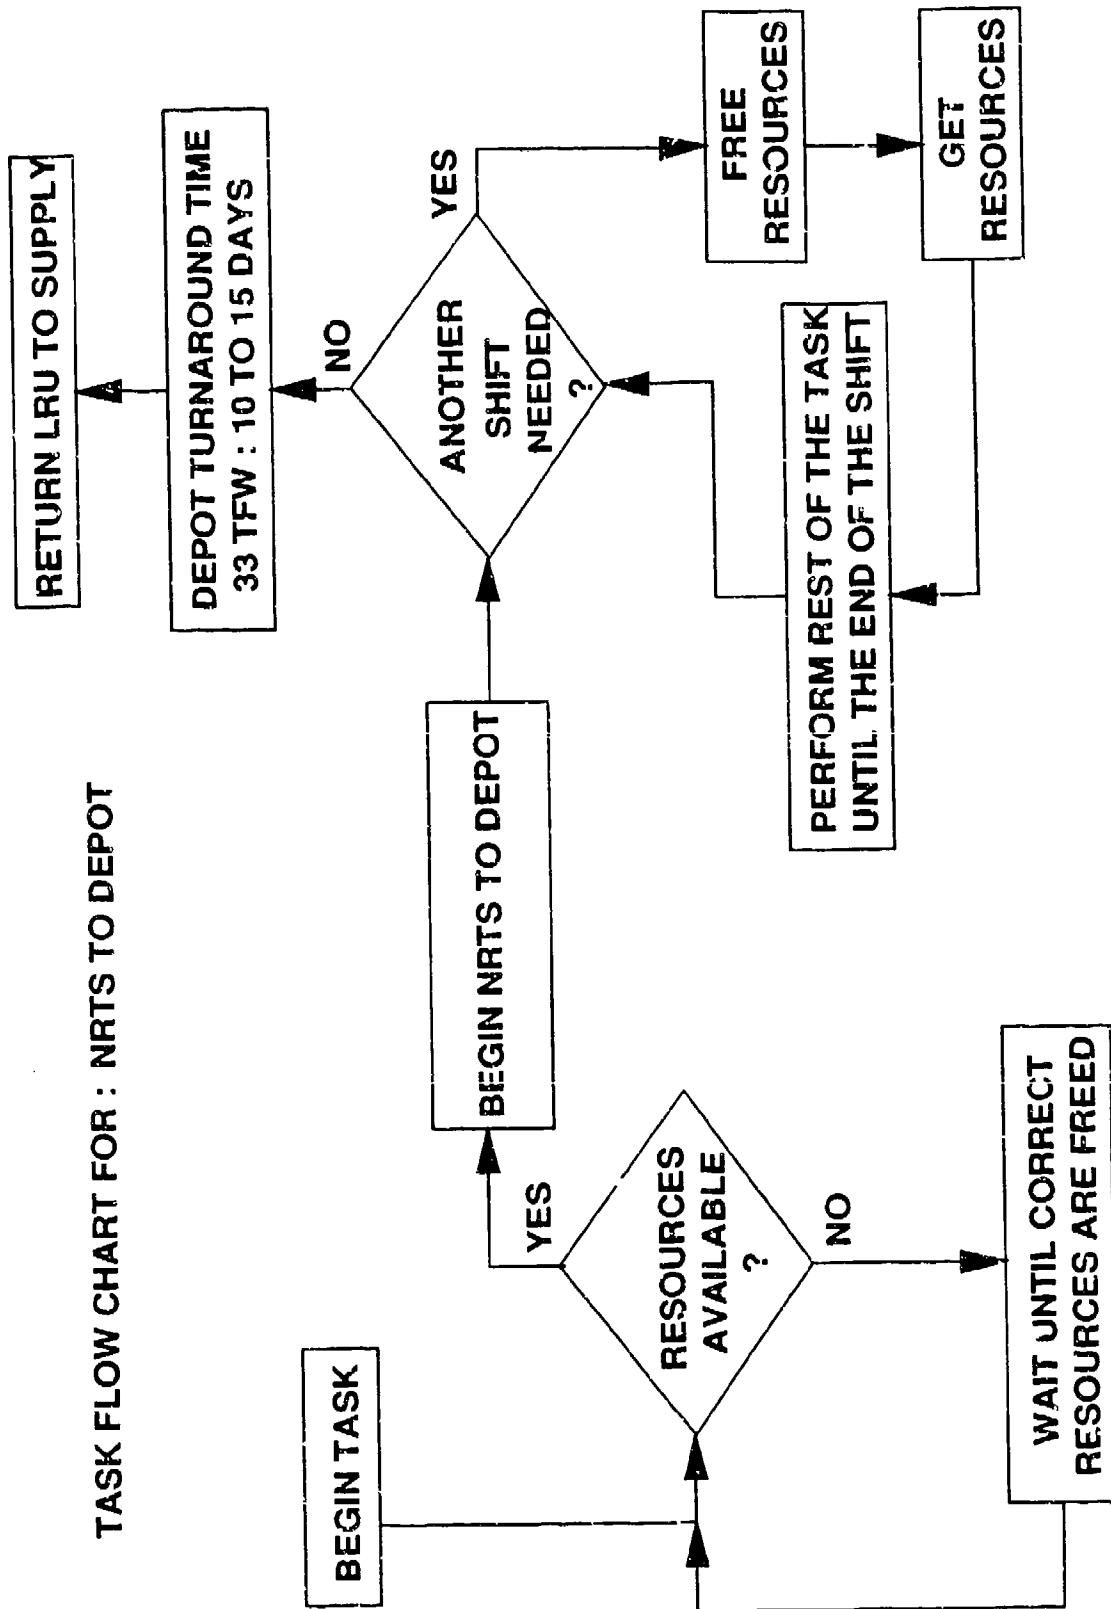 TASK FLOW CHART FOR : NRTS TO DEPOT
BEGIN TASK
RESOURCES
AVAILABLE
?
YES
NO
WAIT UNTIL CORRECT
RESOURCES ARE FREED
BEGIN NRTS TO DEPOT
ANOTHER
SHIFT
NEEDED
?
NO
YES
DEPOT TURNAROUND TIME
33 TFW : 10 TO 15 DAYS
RETURN LRU TO SUPPLY
FREE
RESOURCES
GET
RESOURCES
PERFORM REST OF THE TASK
UNTIL THE END OF THE SHIFT